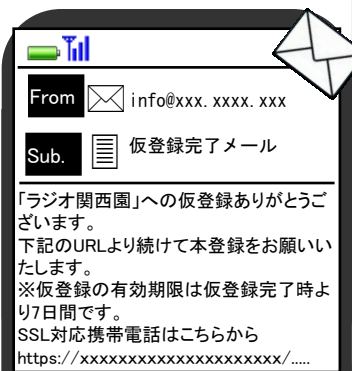 From info@xxx. xxxx. xxx
Sub. 仮登録完了メール
「ラジオ関西園」への仮登録ありがとうご
ざいます。
下記のURLより続けて本登録をお願いい
たします。
※仮登録の有効期限は仮登録完了時よ
り7日間です。
SSL対応携帯電話はこちらから
https://xxxxxxxxxxxxxxxxxxxxx/.....